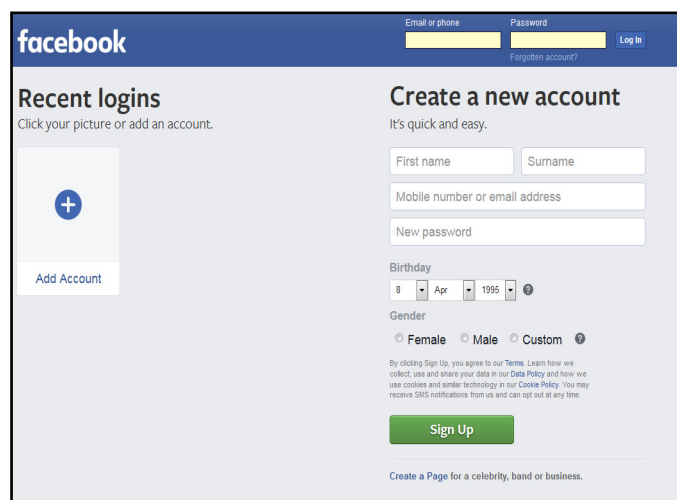 facebook
Email or phone
Password
Log In
Forgotten account?
Recent logins
Click your picture or add an account.
Add Account
Create a new account
It's quick and easy.
First name
Surname
Mobile number or email address
New password
Birthday
8 Apr 1995 ?
Gender
Female Male Custom ?
By clicking Sign Up, you agree to our Terms. Learn how we
collect, use and share your data in our Data Policy and how we
use cookies and similar technology in our Cookie Policy. You may
receive SMS notifications from us and can opt out at any time.
Sign Up
Create a Page for a celebrity, band or business.